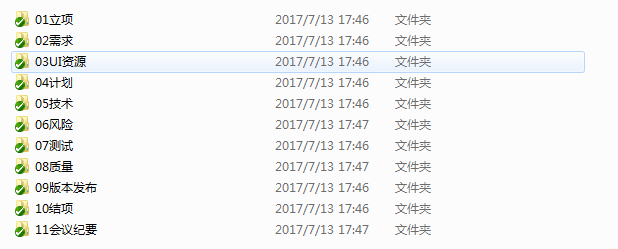 01立项 2017/7/13 17:46 文件夹
02需求 2017/7/13 17:46 文件夹
03UI资源 2017/7/13 17:46 文件夹
04计划 2017/7/13 17:46 文件夹
05技术 2017/7/13 17:46 文件夹
06风险 2017/7/13 17:47 文件夹
07测试 2017/7/13 17:46 文件夹
08质量 2017/7/13 17:47 文件夹
09版本发布 2017/7/13 17:46 文件夹
10结项 2017/7/13 17:46 文件夹
11会议纪要 2017/7/13 17:47 文件夹